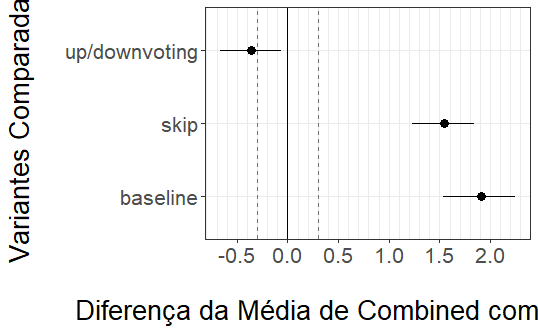 Variantes Comparada
up/downvoting
skip
baseline
-0.5 0.0 0.5 1.0 1.5 2.0
Diferença da Média de Combined com